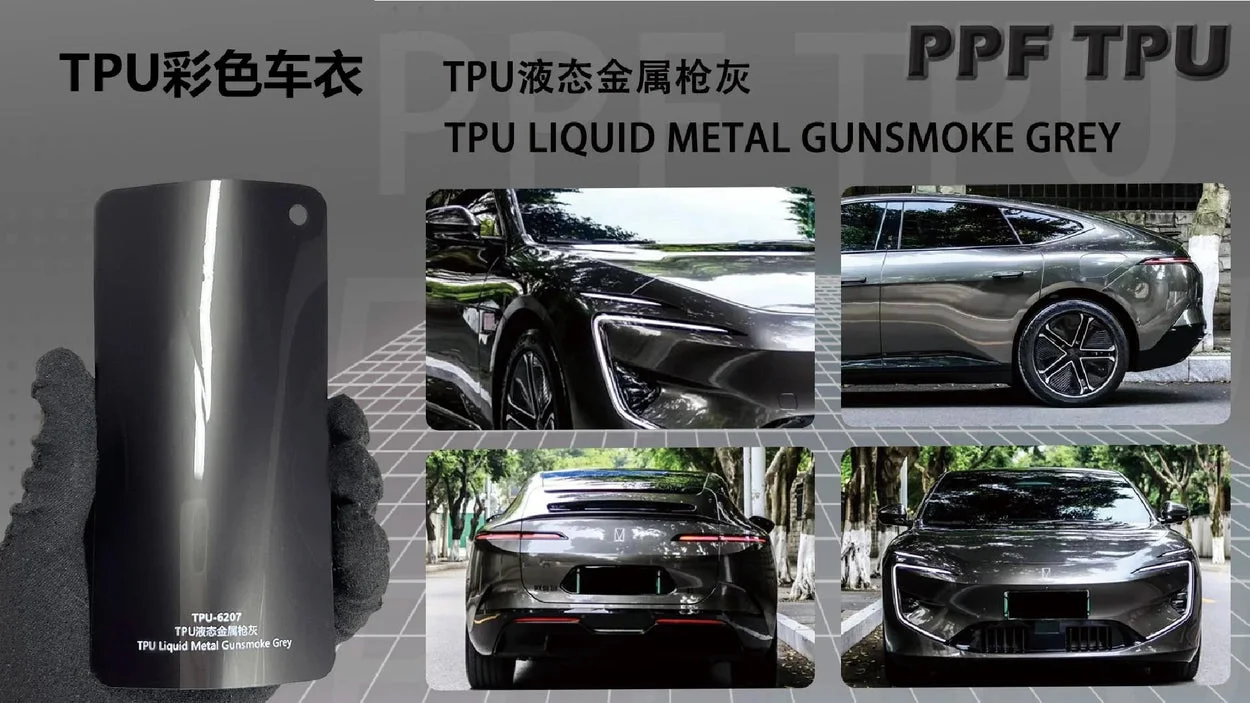 TPU彩色车衣
TPU液态金属枪灰
TPU LIQUID METAL GUNSMOKE GREY
PPF TPU
PPF TPU
TPU-6207
TPU液态金属枪灰
TPU Liquid Metal Gunsmoke Grey